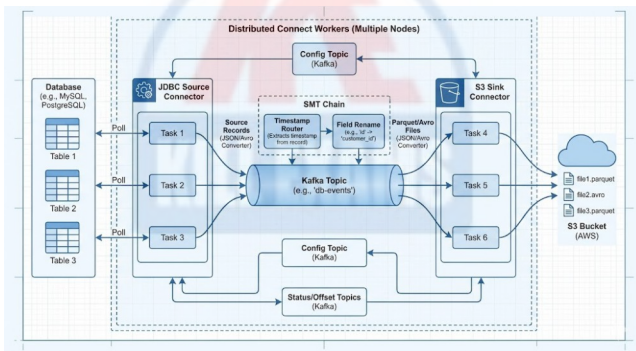 Distributed Connect Workers (Multiple Nodes)
Config Topic
(Kafka)
Database
(e.g., MySQL,
PostgreSQL)
Table 1
Table 2
Table 3
Poll
Poll
Poll
JDBC Source
Connector
Task 1
Task 2
Task 3
Source
Records
(JSON/Avro
Converter)
SMT Chain
Timestamp
Router
(Extracts timestamp
from record)
Field Rename
(e.g., 'id' ->
'customer_id')
Parquet/Avro
Files
(JSON/Avro
Converter)
Kafka Topic
(e.g., 'db-events')
S3 Sink
Connector
Task 4
Task 5
Task 6
file1.parquet
file2.avro
file3.parquet
S3 Bucket
(AWS)
Config Topic
(Kafka)
Status/Offset Topics
(Kafka)